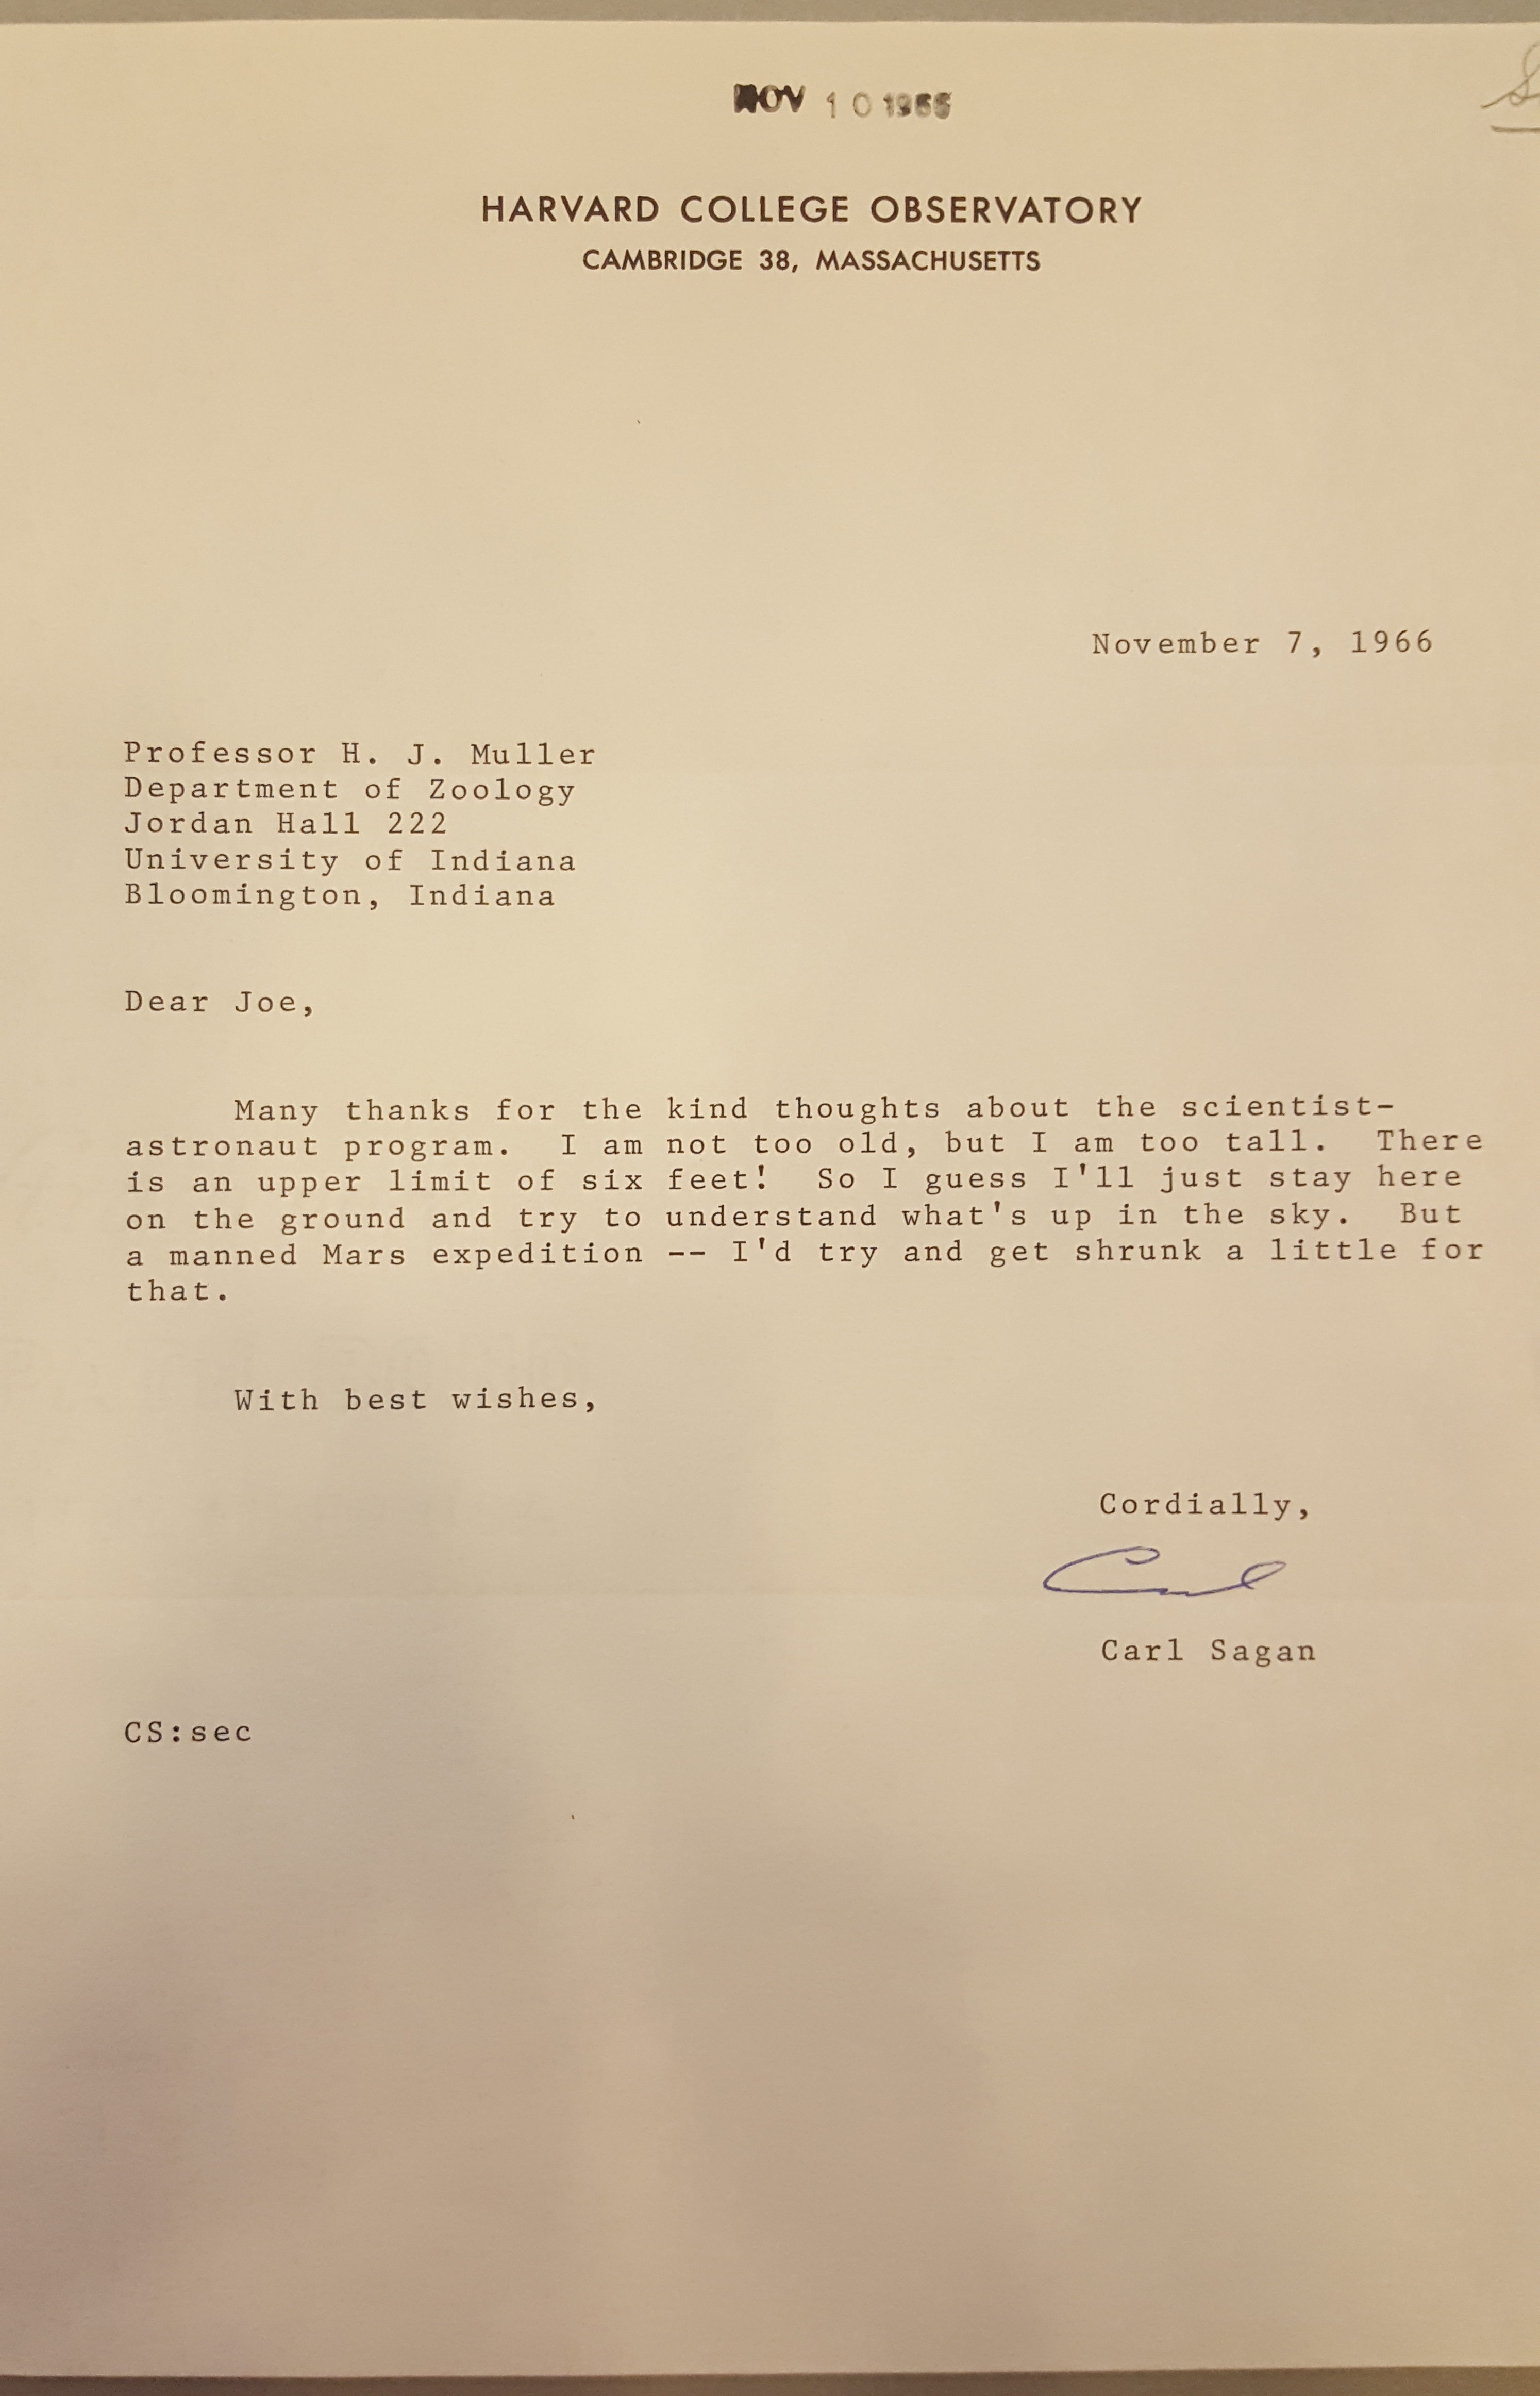 NOV 10 1966
HARVARD COLLEGE OBSERVATORY
CAMBRIDGE 38, MASSACHUSETTS
November 7, 1966
Professor H. J. Muller
Department of Zoology
Jordan Hall 222
University of Indiana
Bloomington, Indiana
Dear Joe,
Many thanks for the kind thoughts about the scientist-
astronaut program. I am not too old, but I am too tall. There
is an upper limit of six feet! So I guess I'll just stay here
on the ground and try to understand what's up in the sky. But
a manned Mars expedition -- I'd try and get shrunk a little for
that.
With best wishes,
Cordially,
Carl
Carl Sagan
CS:sec